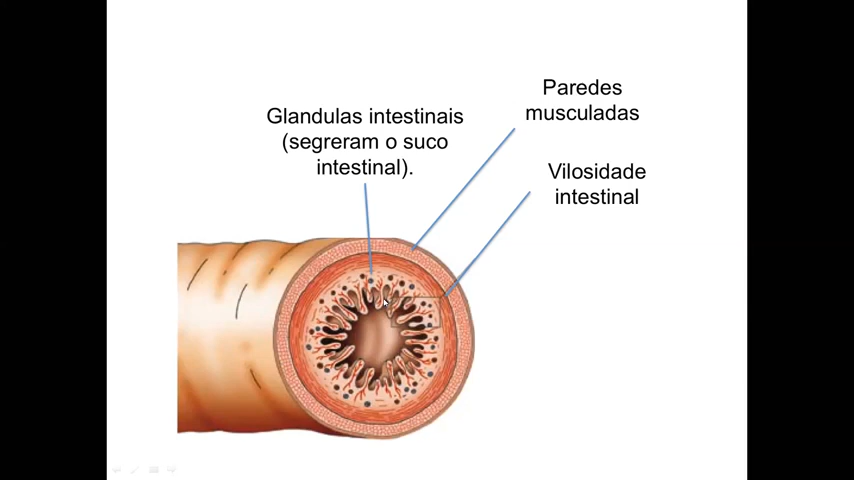 Glandulas intestinais
(segreram o suco
intestinal).
Paredes
musculadas
Vilosidade
intestinal